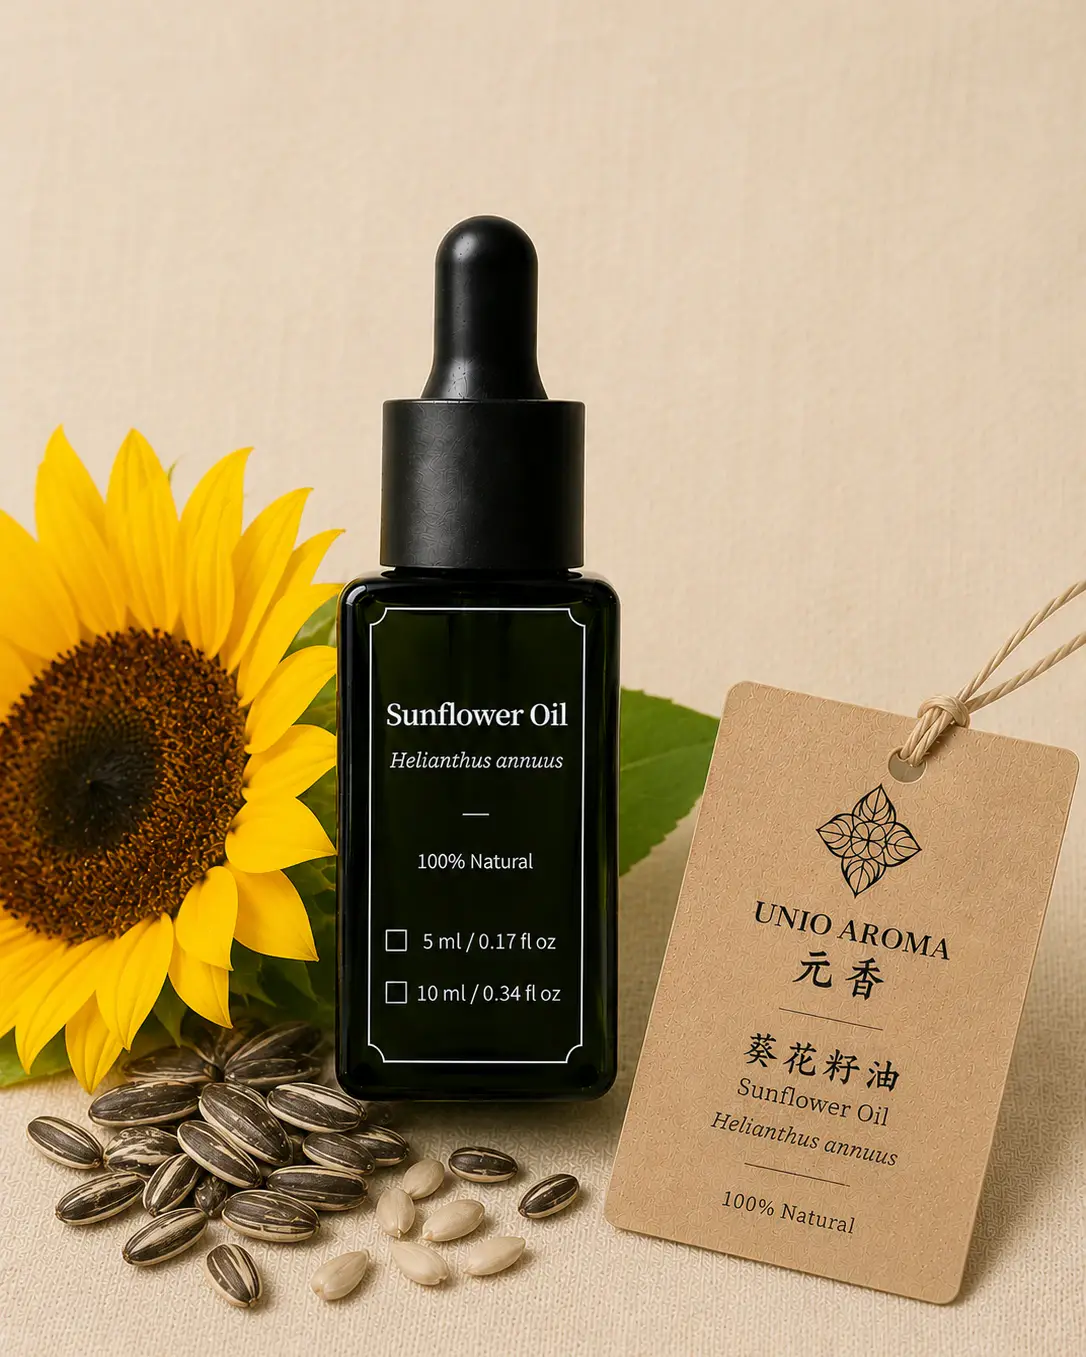 Sunflower Oil
Helianthus annuus
100% Natural
5 ml / 0.17 fl oz
10 ml / 0.34 fl oz
UNIO AROMA
元香
葵花籽油
Sunflower Oil
Helianthus annuus
100% Natural